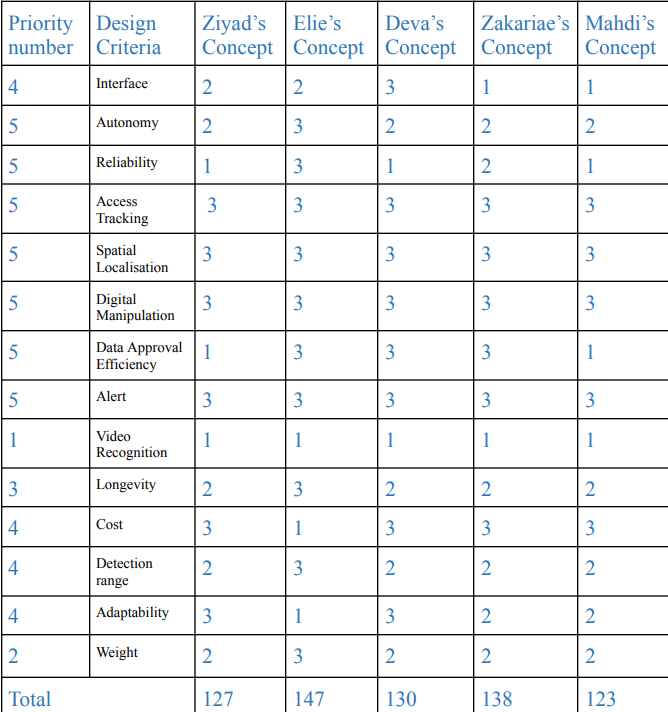 Priority number Design Criteria Ziyad's Concept Elie's Concept Deva's Concept Zakariae's Concept Mahdi's Concept
4 Interface 2 2 3 1 1
5 Autonomy 2 3 2 2 2
5 Reliability 1 3 1 2 1
5 Access Tracking 3 3 3 3 3
5 Spatial Localisation 3 3 3 3 3
5 Digital Manipulation 3 3 3 3 3
5 Data Approval Efficiency 1 3 3 3 1
5 Alert 3 3 3 3 3
1 Video Recognition 1 1 1 1 1
3 Longevity 2 3 2 2 2
4 Cost 3 1 3 3 3
4 Detection range 2 3 2 2 2
4 Adaptability 3 1 3 2 2
2 Weight 2 3 2 2 2
Total 127 147 130 138 123